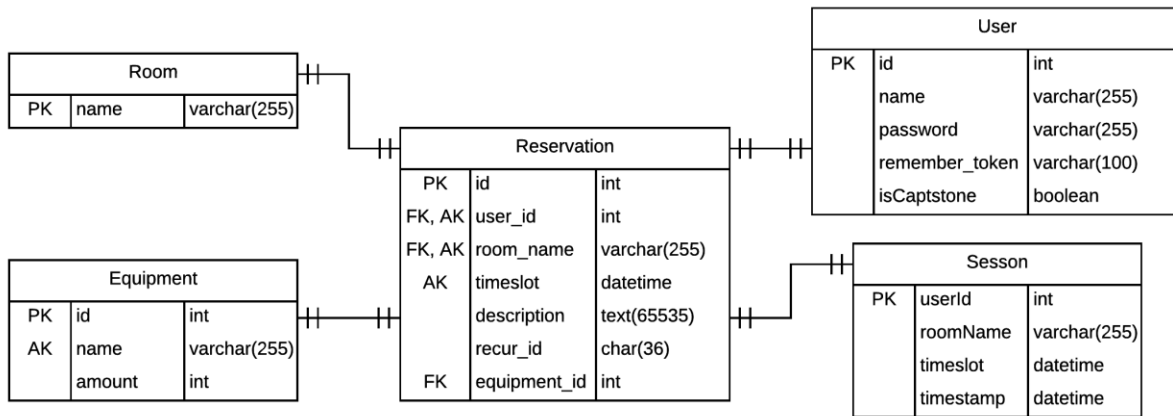 Room
PK name varchar(255)
Equipment
PK id int
AK name varchar(255)
amount int
Reservation
PK id int
FK, AK user_id int
FK, AK room_name varchar(255)
AK timeslot datetime
description text(65535)
recur_id char(36)
FK equipment_id int
User
PK id int
name varchar(255)
password varchar(255)
remember_token varchar(100)
isCaptstone boolean
Sesson
PK userId int
roomName varchar(255)
timeslot datetime
timestamp datetime